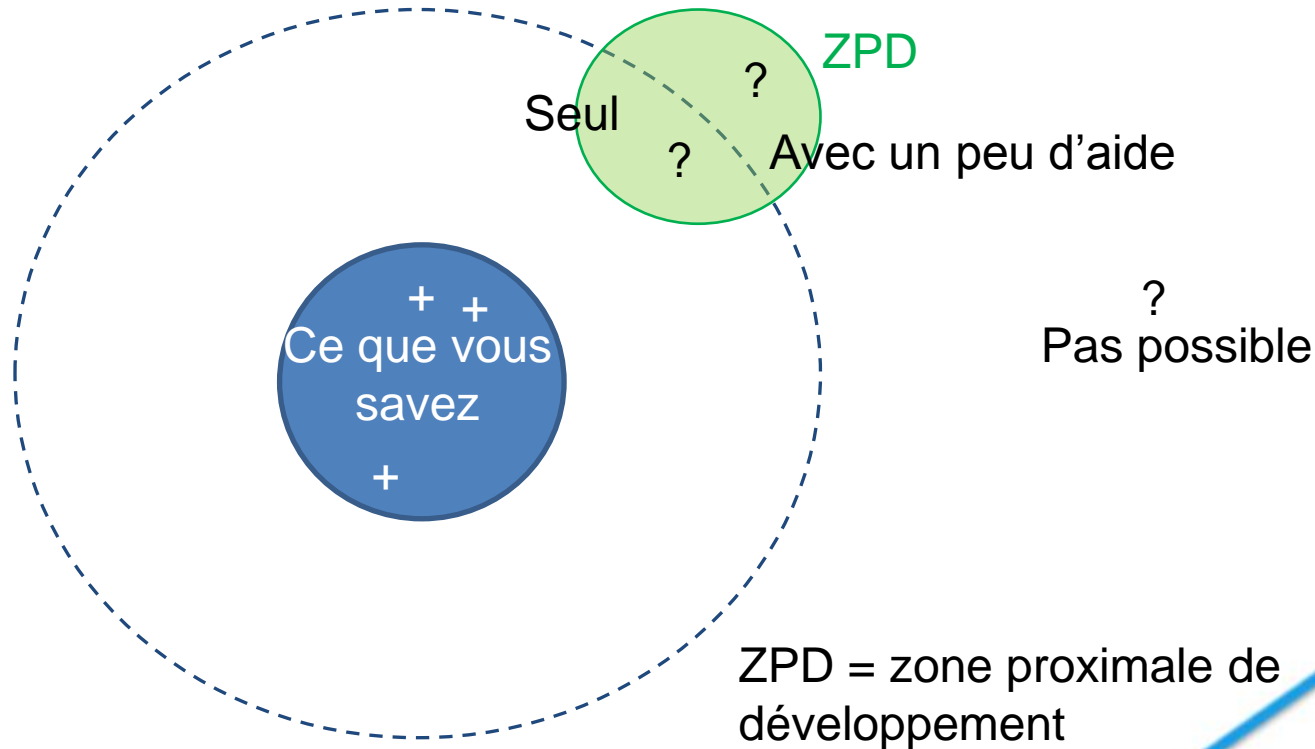 ZPD
?
Seul
?
Avec un peu d’aide
?
Pas possible
+ +
Ce que vous
savez
+
ZPD = zone proximale de
développement